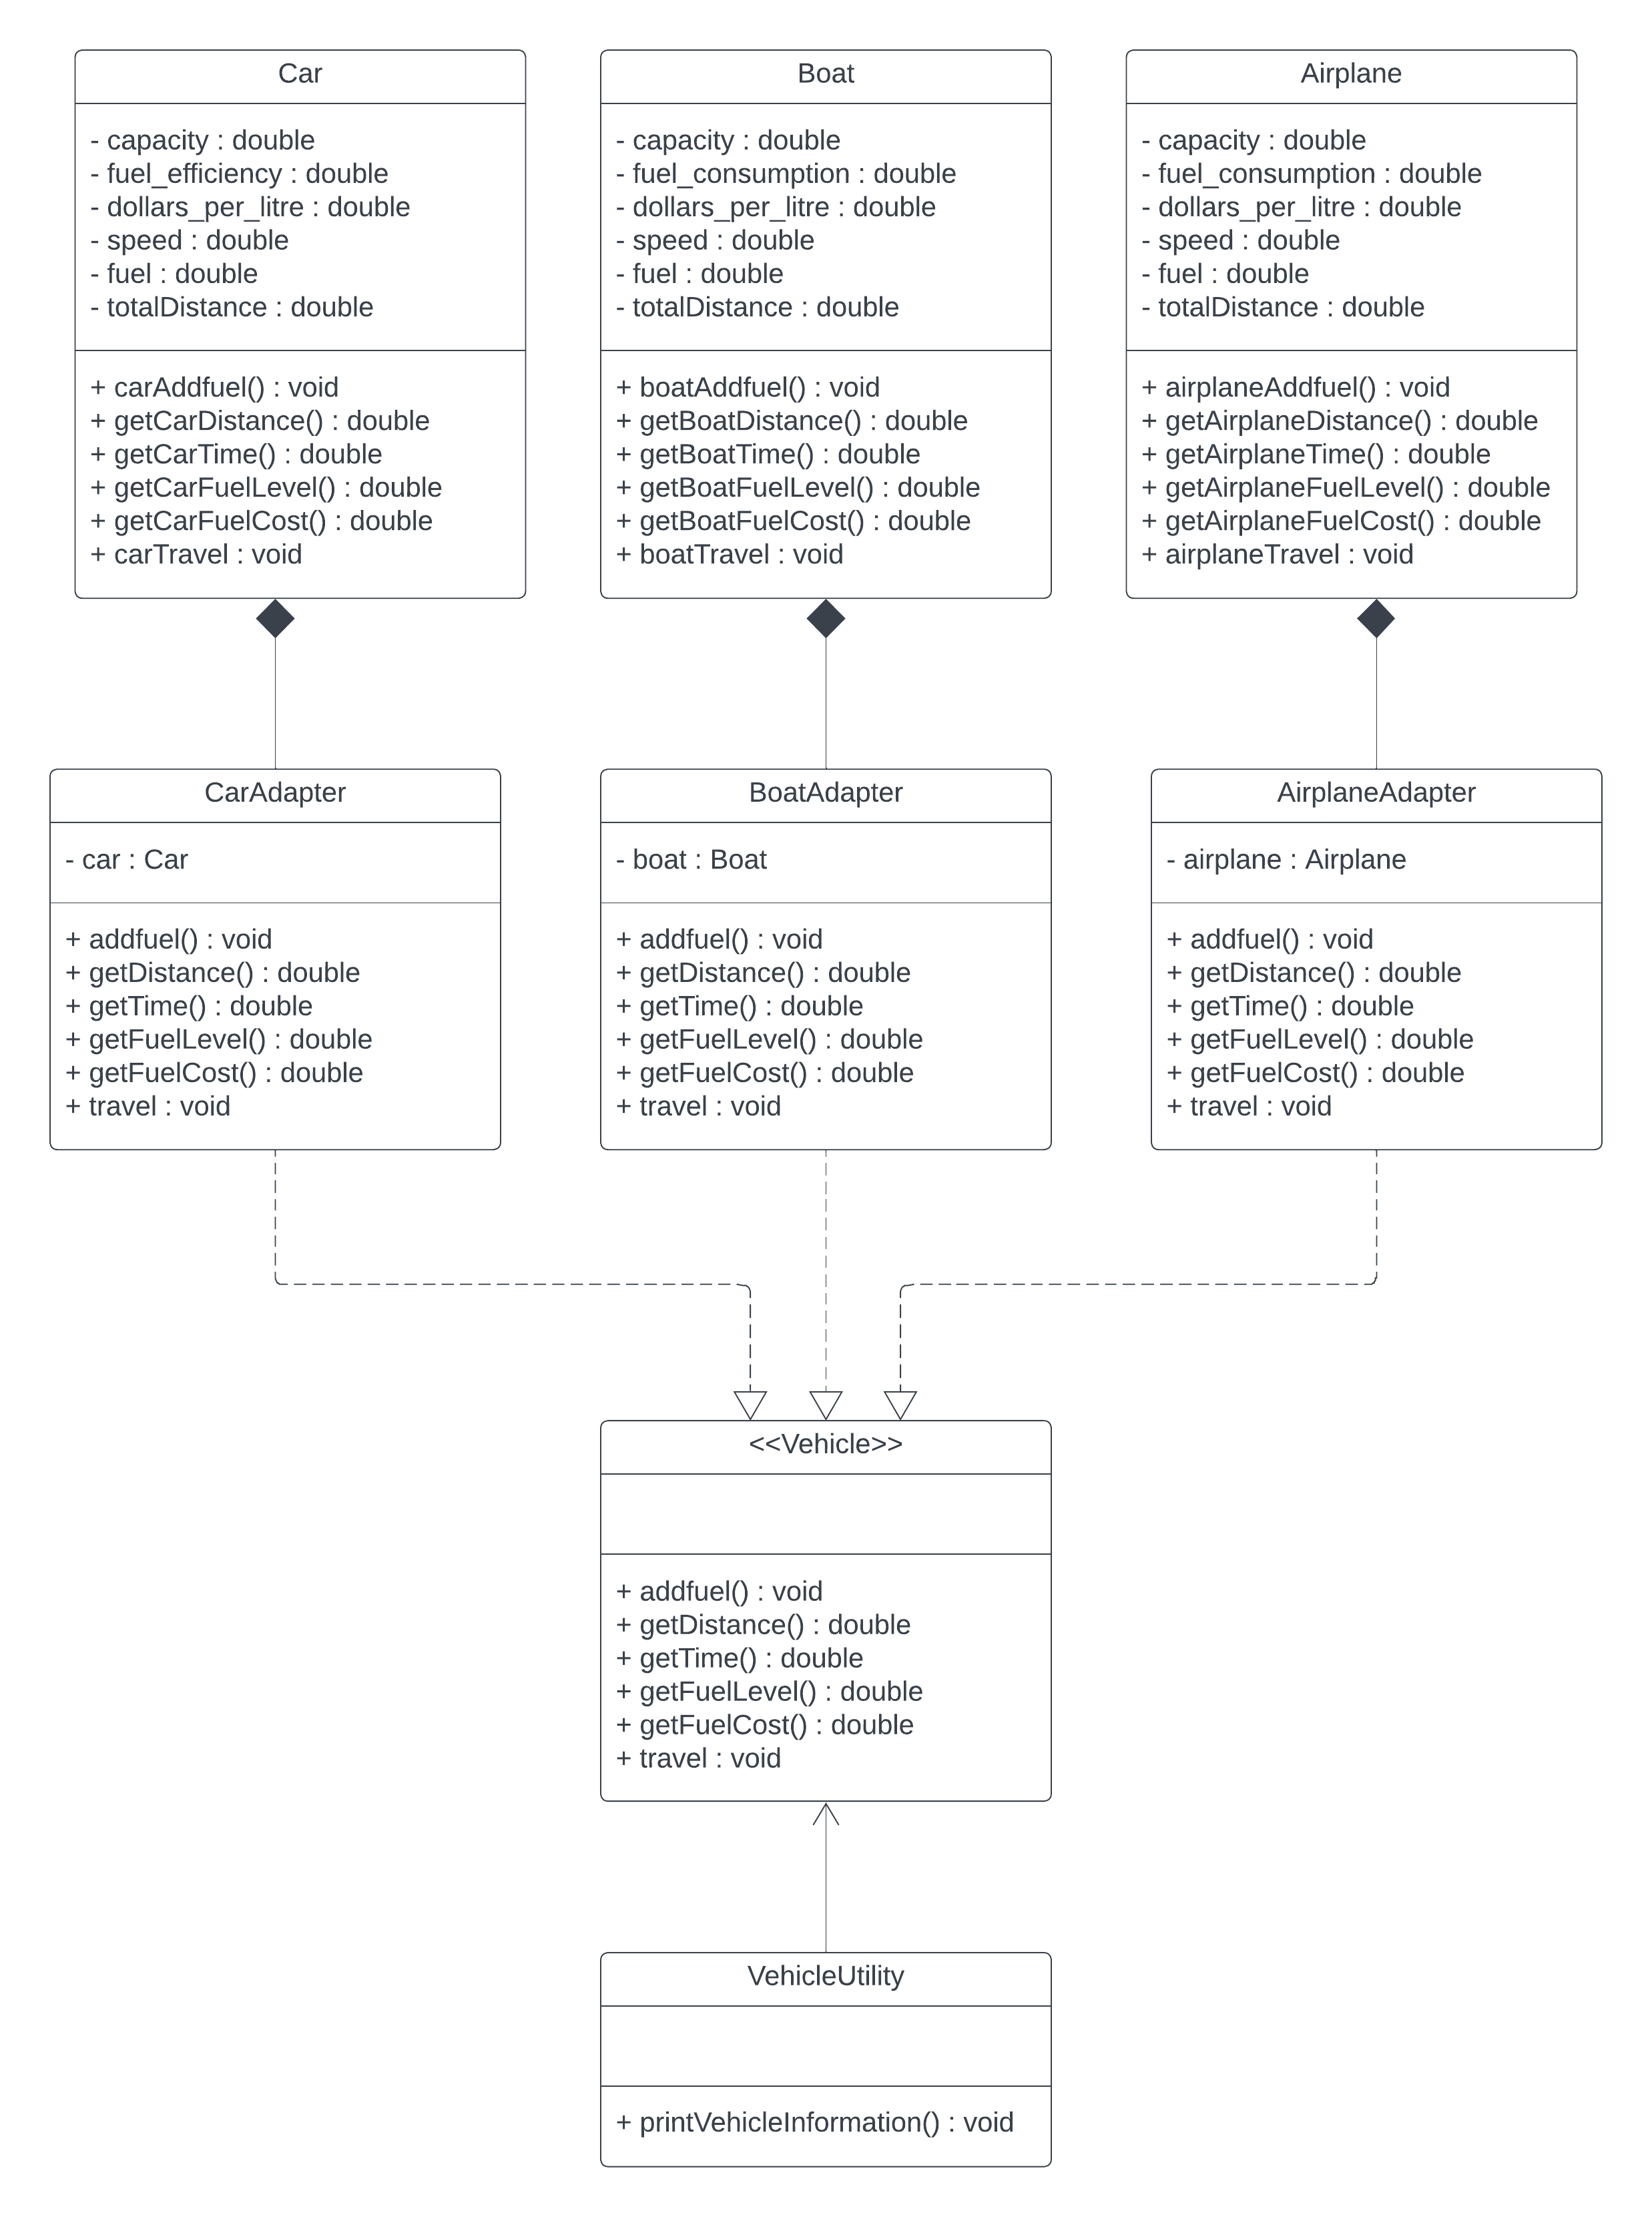 Car
- capacity : double
- fuel_efficiency : double
- dollars_per_litre : double
- speed : double
- fuel : double
- totalDistance : double
+ carAddfuel() : void
+ getCarDistance() : double
+ getCarTime() : double
+ getCarFuelLevel() : double
+ getCarFuelCost() : double
+ carTravel : void
Boat
- capacity : double
- fuel_consumption : double
- dollars_per_litre : double
- speed : double
- fuel : double
- totalDistance : double
+ boatAddfuel() : void
+ getBoatDistance() : double
+ getBoatTime() : double
+ getBoatFuelLevel() : double
+ getBoatFuelCost() : double
+ boatTravel : void
Airplane
- capacity : double
- fuel_consumption : double
- dollars_per_litre : double
- speed : double
- fuel : double
- totalDistance : double
+ airplaneAddfuel() : void
+ getAirplaneDistance() : double
+ getAirplaneTime() : double
+ getAirplaneFuelLevel() : double
+ getAirplaneFuelCost() : double
+ airplaneTravel : void
CarAdapter
- car : Car
+ addfuel() : void
+ getDistance() : double
+ getTime() : double
+ getFuelLevel() : double
+ getFuelCost() : double
+ travel : void
BoatAdapter
- boat : Boat
+ addfuel() : void
+ getDistance() : double
+ getTime() : double
+ getFuelLevel() : double
+ getFuelCost() : double
+ travel : void
AirplaneAdapter
- airplane : Airplane
+ addfuel() : void
+ getDistance() : double
+ getTime() : double
+ getFuelLevel() : double
+ getFuelCost() : double
+ travel : void
<<Vehicle>>
+ addfuel() : void
+ getDistance() : double
+ getTime() : double
+ getFuelLevel() : double
+ getFuelCost() : double
+ travel : void
VehicleUtility
+ printVehicleInformation() : void